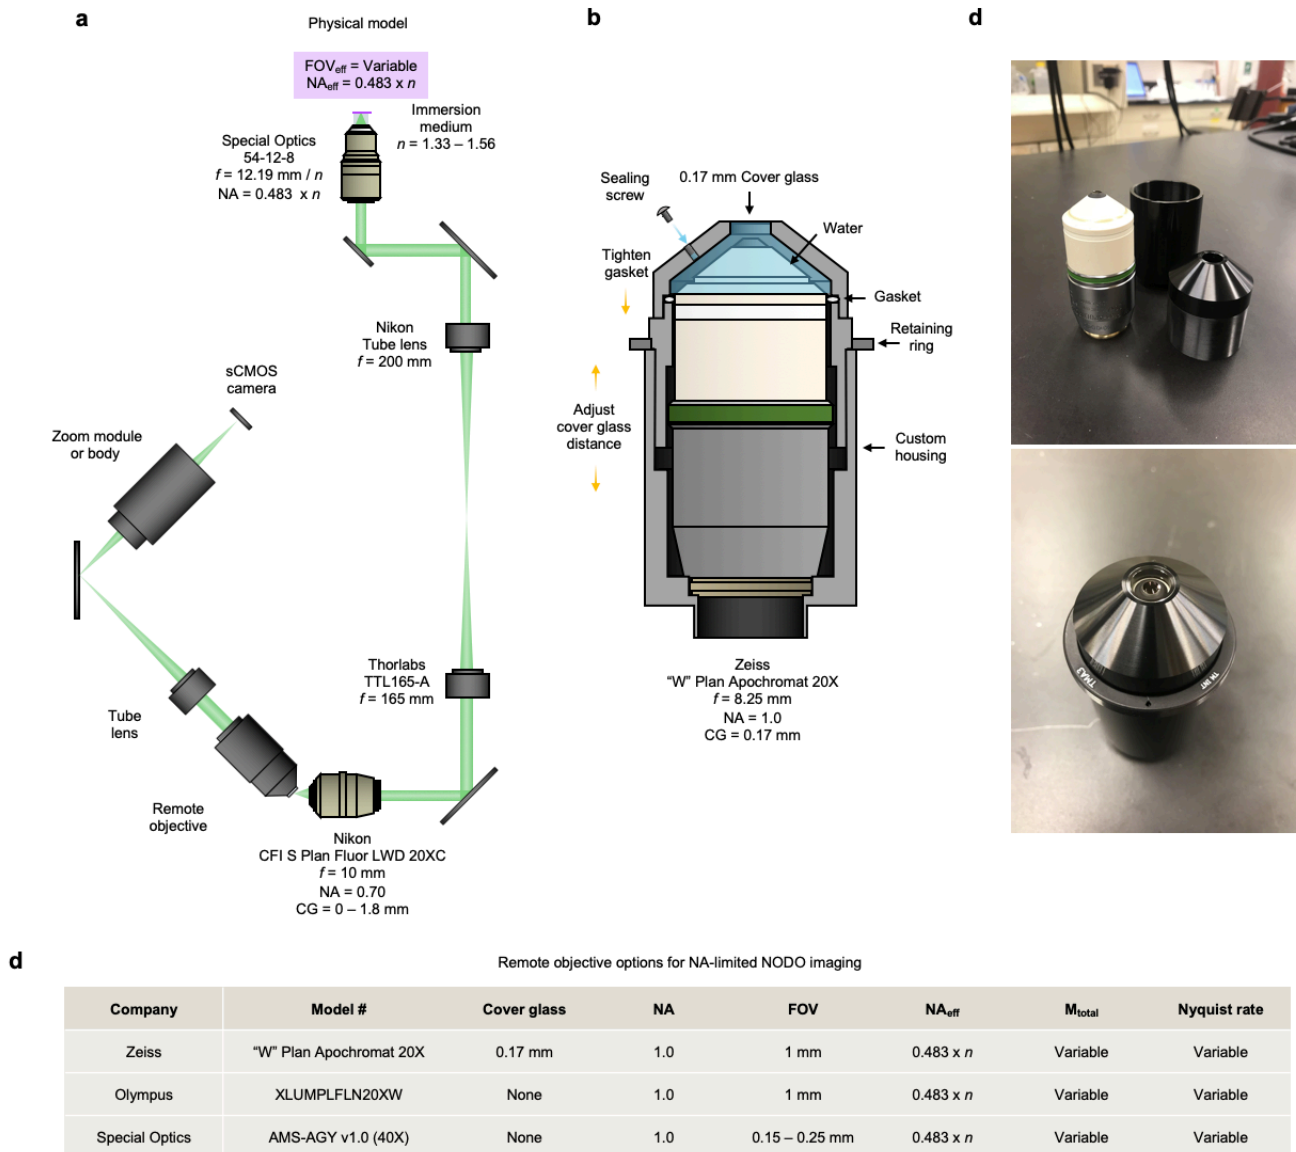 a
Physical model
FOVeff = Variable
NAeff = 0.483 x n
Immersion
medium
n = 1.33 – 1.56
Special Optics
54-12-8
f = 12.19 mm / n
NA = 0.483 x n
Nikon
Tube lens
f = 200 mm
sCMOS
camera
Zoom module
or body
Thorlabs
TTL165-A
f = 165 mm
Tube
lens
Remote
objective
Nikon
CFI S Plan Fluor LWD 20XC
f = 10 mm
NA = 0.70
CG = 0 – 1.8 mm
b
Sealing
screw
0.17 mm Cover glass
Water
Tighten
gasket
Gasket
Retaining
ring
Adjust
cover glass
distance
Custom
housing
Zeiss
“W” Plan Apochromat 20X
f = 8.25 mm
NA = 1.0
CG = 0.17 mm
d
TM INT
d
Remote objective options for NA-limited NODO imaging
Company Model # Cover glass NA FOV NAeff Mtotal Nyquist rate
Zeiss “W” Plan Apochromat 20X 0.17 mm 1.0 1 mm 0.483 x n Variable Variable
Olympus XLUMPLFLN20XW None 1.0 1 mm 0.483 x n Variable Variable
Special Optics AMS-AGY v1.0 (40X) None 1.0 0.15 – 0.25 mm 0.483 x n Variable Variable